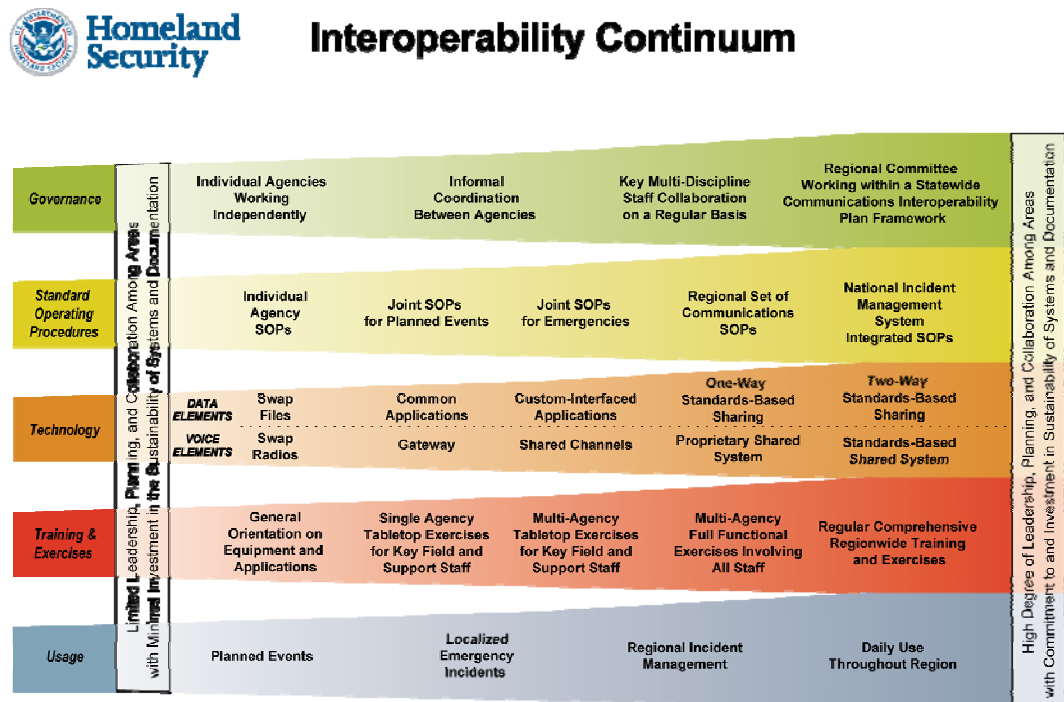 U.S. DEPARTMENT OF
HOMELAND SECURITY
Homeland
Security
Interoperability Continuum
Limited Leadership, Planning, and Collaboration Among Areas
with Minimal Investment in the Sustainability of Systems and Documentation
High Degree of Leadership, Planning, and Collaboration Among Areas
with Commitment to and Investment in Sustainability of Systems and Documentation
Governance
Individual Agencies
Working
Independently
Informal
Coordination
Between Agencies
Key Multi-Discipline
Staff Collaboration
on a Regular Basis
Regional Committee
Working within a Statewide
Communications Interoperability
Plan Framework
Standard
Operating
Procedures
Individual
Agency
SOPs
Joint SOPs
for Planned Events
Joint SOPs
for Emergencies
Regional Set of
Communications
SOPs
National Incident
Management
System
Integrated SOPs
Technology
DATA
ELEMENTS
Swap
Files
Common
Applications
Custom-Interfaced
Applications
One-Way
Standards-Based
Sharing
Two-Way
Standards-Based
Sharing
VOICE
ELEMENTS
Swap
Radios
Gateway
Shared Channels
Proprietary Shared
System
Standards-Based
Shared System
Training &
Exercises
General
Orientation on
Equipment and
Applications
Single Agency
Tabletop Exercises
for Key Field and
Support Staff
Multi-Agency
Tabletop Exercises
for Key Field and
Support Staff
Multi-Agency
Full Functional
Exercises Involving
All Staff
Regular Comprehensive
Regionwide Training
and Exercises
Usage
Planned Events
Localized
Emergency
Incidents
Regional Incident
Management
Daily Use
Throughout Region